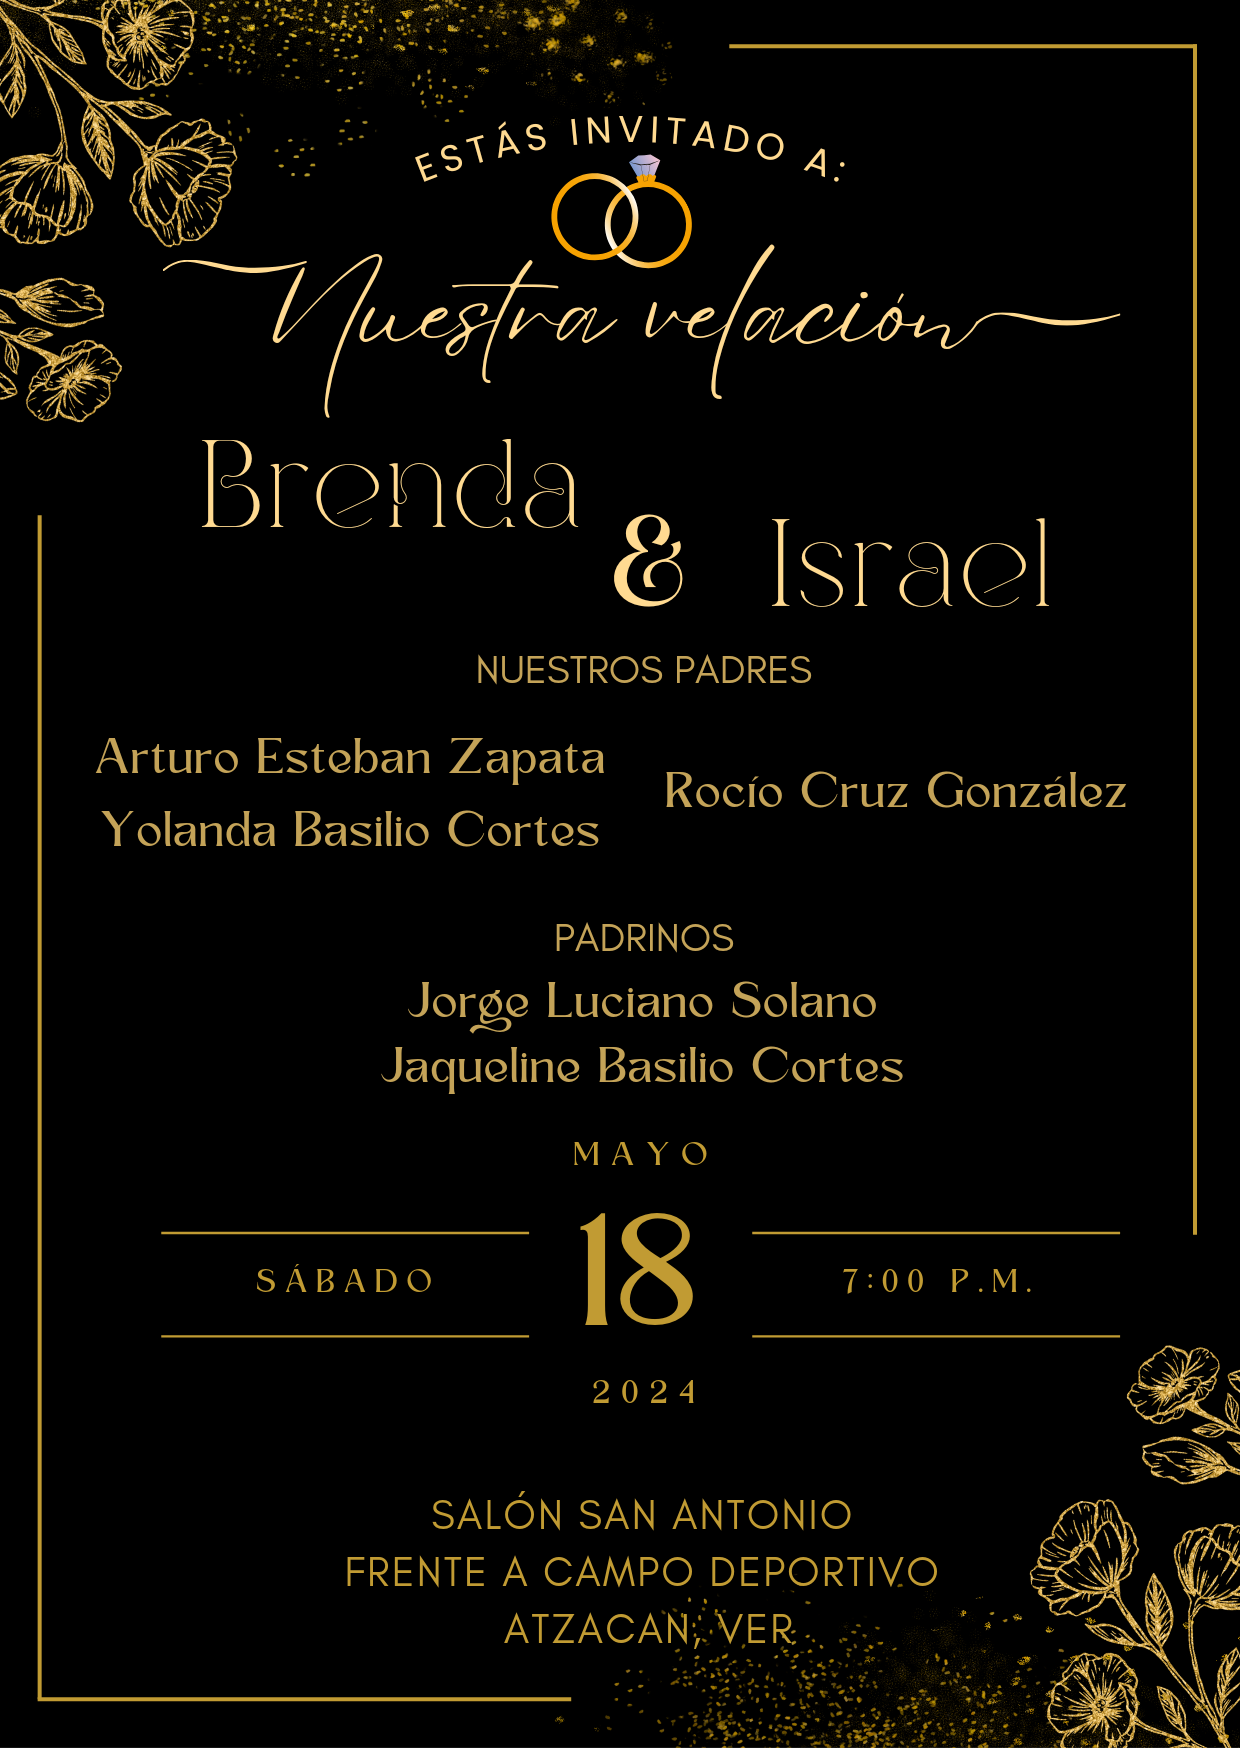 ESTÁS INVITADO A:
Nuestra velación
Brenda
& Israel
NUESTROS PADRES
Arturo Esteban Zapata
Yolanda Basilio Cortes
Rocío Cruz González
PADRINOS
Jorge Luciano Solano
Jaqueline Basilio Cortes
MAYO
SÁBADO 18 7:00 P.M.
2024
SALÓN SAN ANTONIO
FRENTE A CAMPO DEPORTIVO
ATZACAN, VER